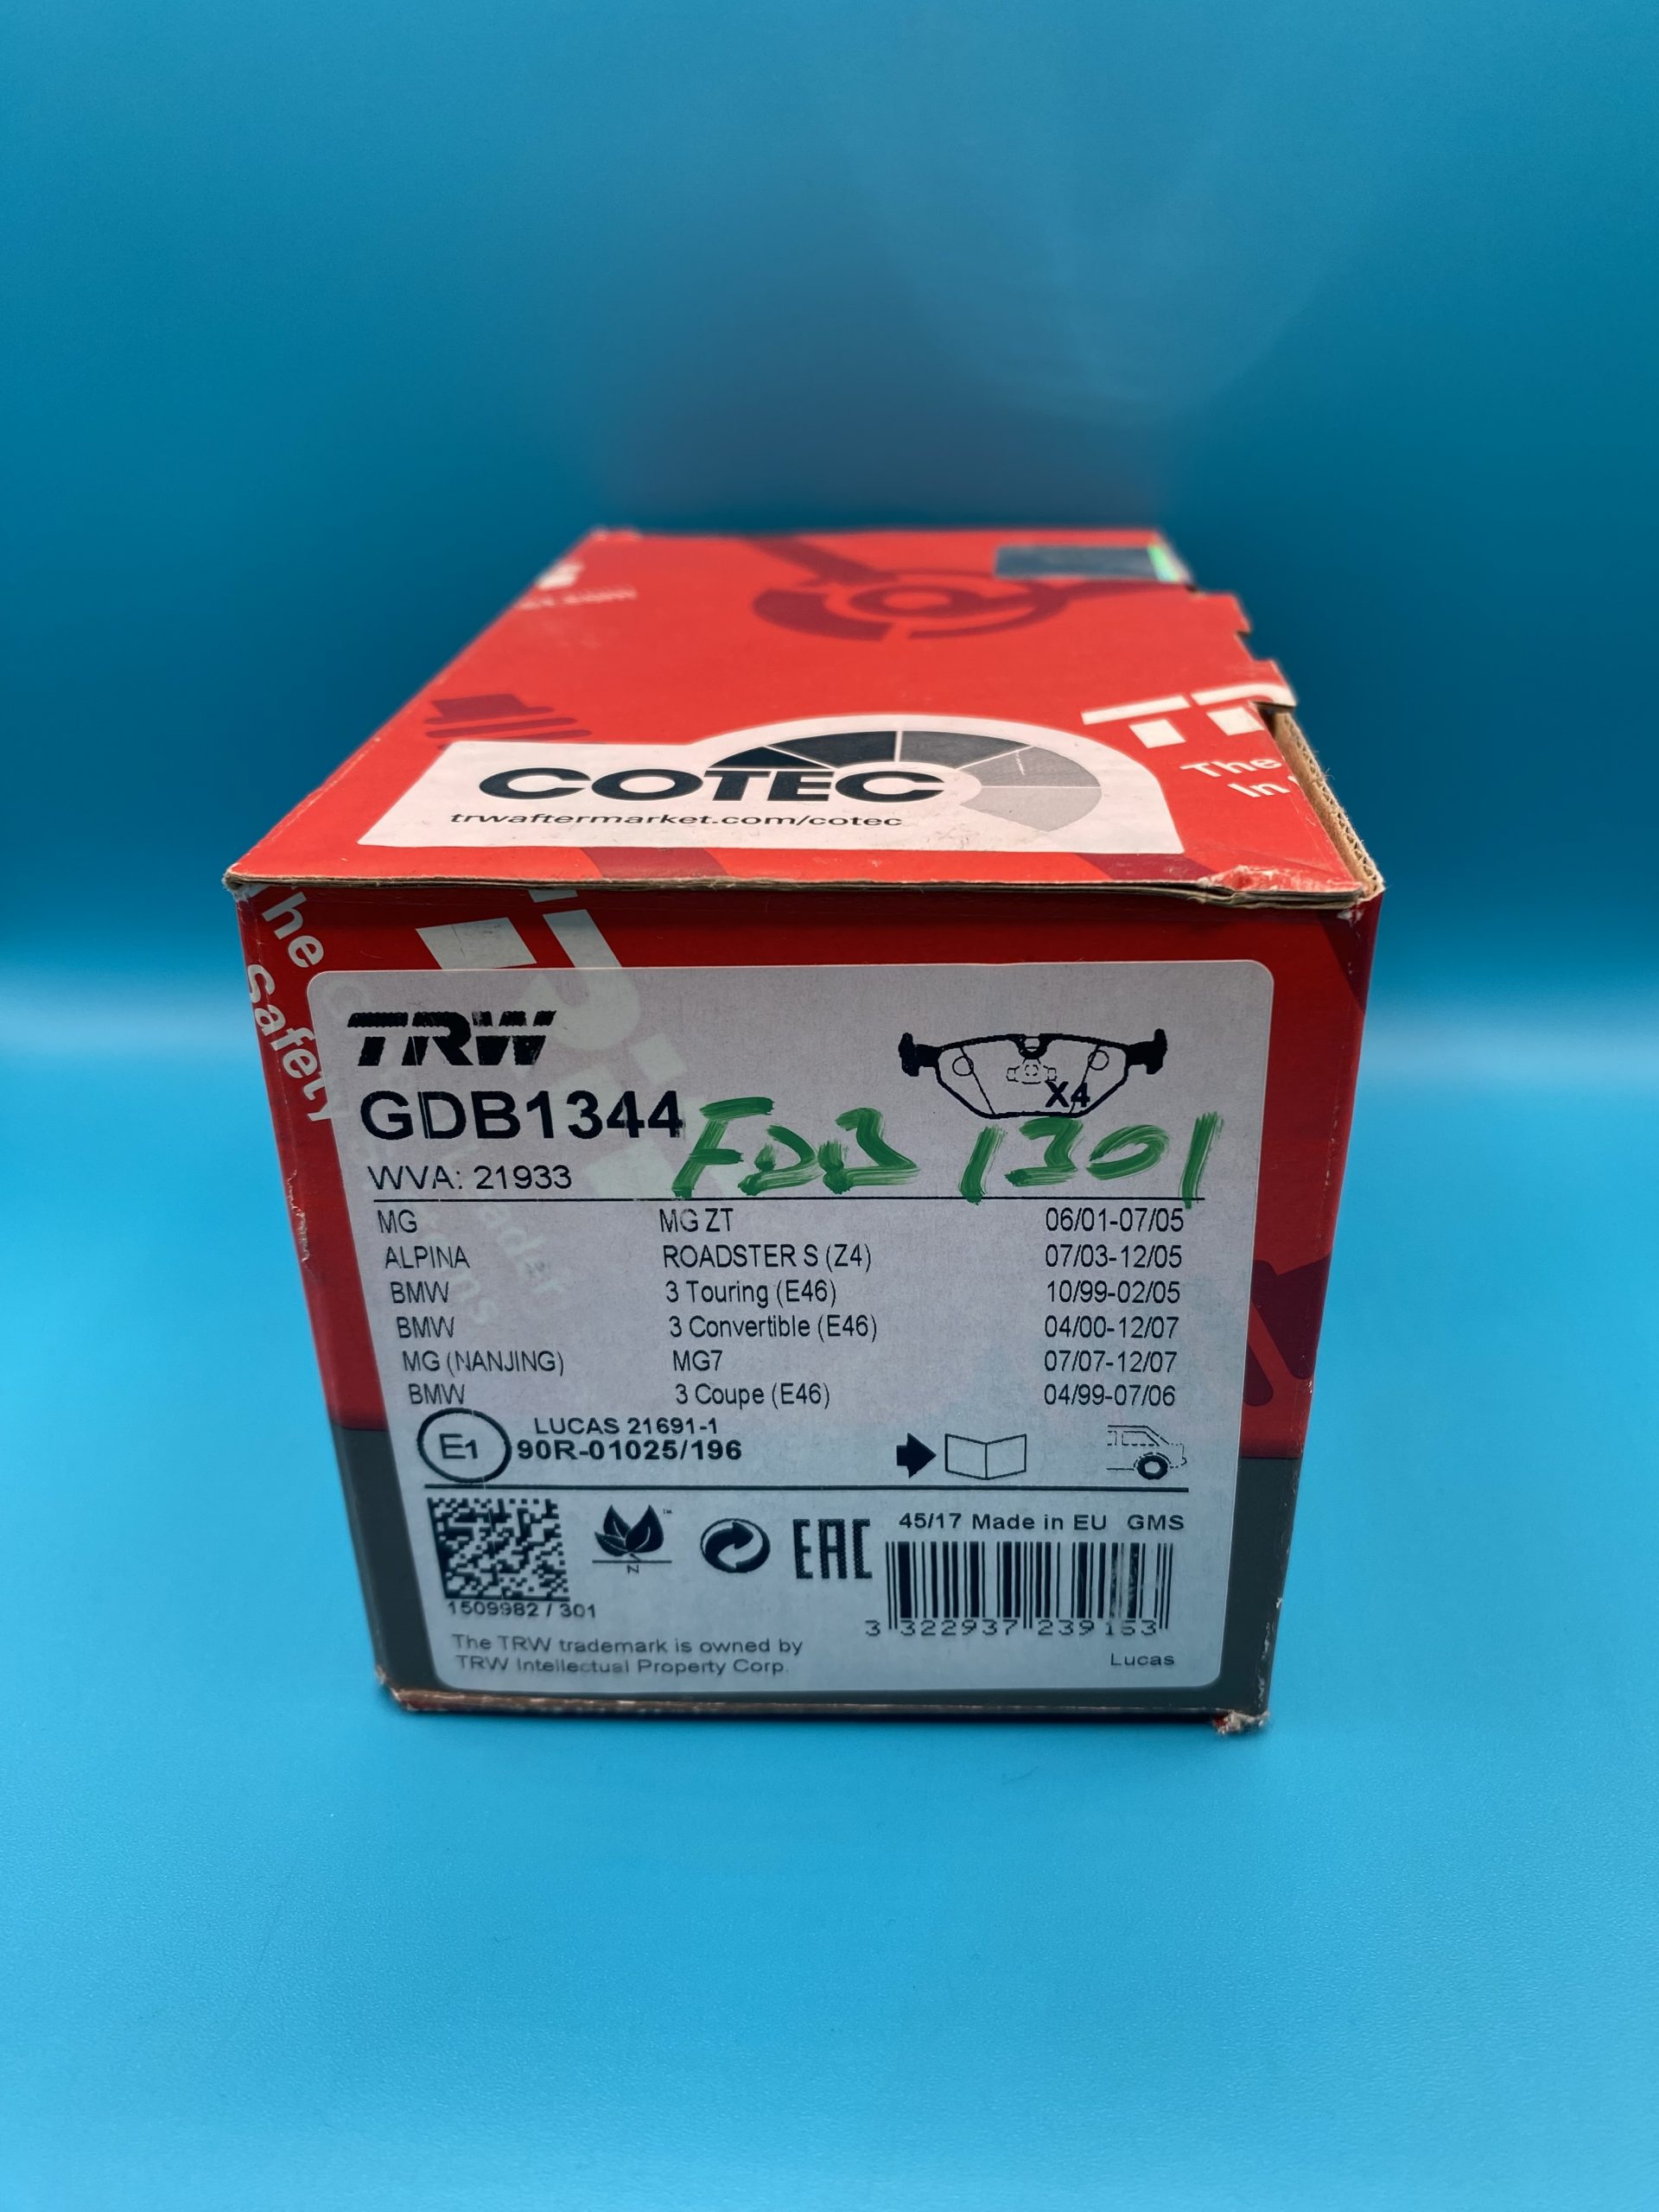 COTEC
trwaftermarket.com/cotec
The
In
he
Safety
TRW
X4
GDB1344
FDB 1301
WVA: 21933
MG MG ZT 06/01-07/05
ALPINA ROADSTER S (Z4) 07/03-12/05
BMW 3 Touring (E46) 10/99-02/05
BMW 3 Convertible (E46) 04/00-12/07
MG (NANJING) MG7 07/07-12/07
BMW 3 Coupe (E46) 04/99-07/06
E1 LUCAS 21691-1
90R-01025/196
45/17 Made in EU GMS
EAC
1509982 / 301
3 322937 239153
The TRW trademark is owned by
TRW Intellectual Property Corp.
Lucas